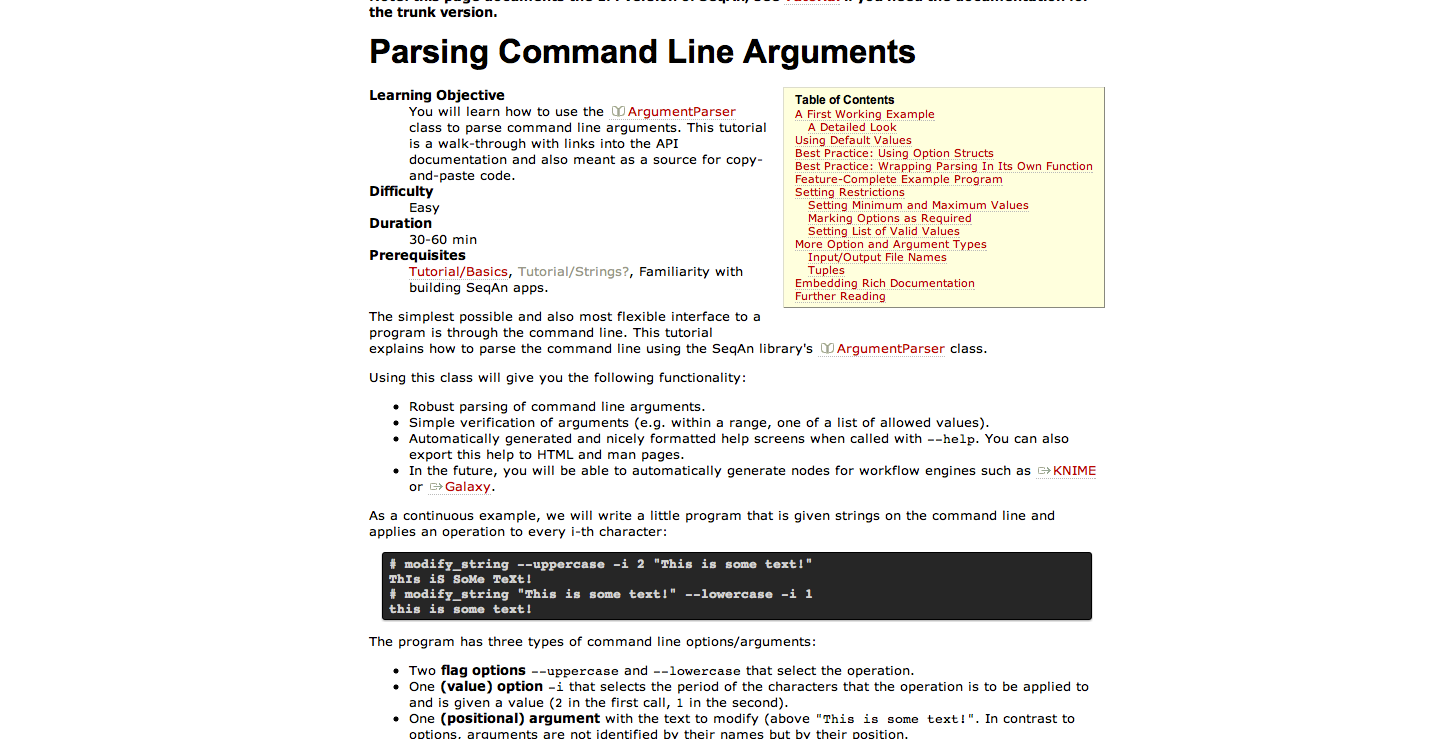 Note: this page documents the of SeqAn, see Tutorial if you need the documentation for
the trunk version.
Parsing Command Line Arguments
Learning Objective
You will learn how to use the ArgumentParser
class to parse command line arguments. This tutorial
is a walk-through with links into the API
documentation and also meant as a source for copy-
and-paste code.
Difficulty
Easy
Duration
30-60 min
Prerequisites
Tutorial/Basics, Tutorial/Strings?, Familiarity with
building SeqAn apps.
Table of Contents
A First Working Example
A Detailed Look
Using Default Values
Best Practice: Using Option Structs
Best Practice: Wrapping Parsing In Its Own Function
Feature-Complete Example Program
Setting Restrictions
Setting Minimum and Maximum Values
Marking Options as Required
Setting List of Valid Values
More Option and Argument Types
Input/Output File Names
Tuples
Embedding Rich Documentation
Further Reading
The simplest possible and also most flexible interface to a
program is through the command line. This tutorial
explains how to parse the command line using the SeqAn library's ArgumentParser class.
Using this class will give you the following functionality:
• Robust parsing of command line arguments.
• Simple verification of arguments (e.g. within a range, one of a list of allowed values).
• Automatically generated and nicely formatted help screens when called with --help. You can also
export this help to HTML and man pages.
• In the future, you will be able to automatically generate nodes for workflow engines such as KNIME
or Galaxy.
As a continuous example, we will write a little program that is given strings on the command line and
applies an operation to every i-th character:
# modify_string --uppercase -i 2 "This is some text!"
ThIs iS SoMe TeXt!
# modify_string "This is some text!" --lowercase -i 1
this is some text!
The program has three types of command line options/arguments:
• Two flag options --uppercase and --lowercase that select the operation.
• One (value) option -i that selects the period of the characters that the operation is to be applied to
and is given a value (2 in the first call, 1 in the second).
• One (positional) argument with the text to modify (above "This is some text!". In contrast to
options, arguments are not identified by their names but by their position.